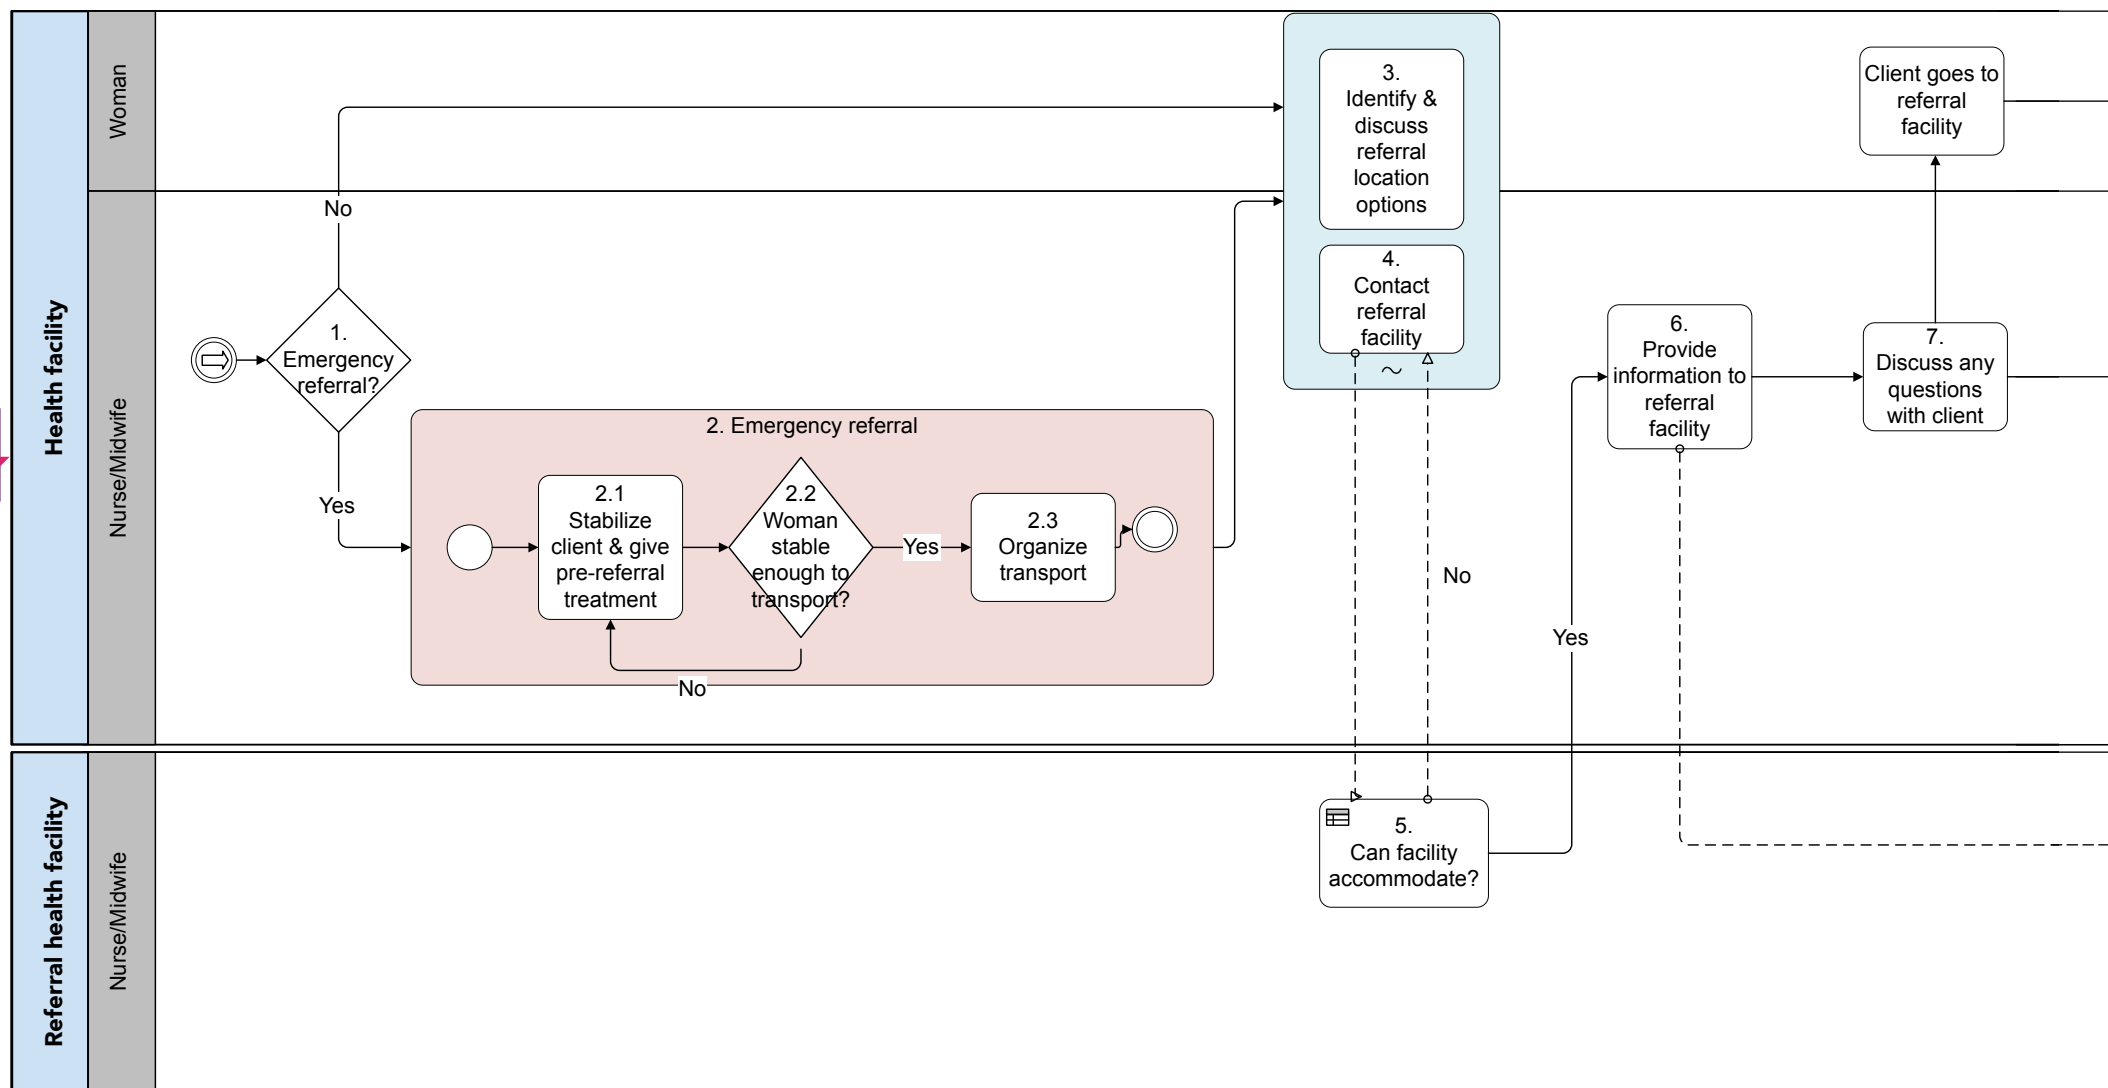 Health facility
Woman
Nurse/Midwife
No
1.
Emergency
referral?
Yes
2. Emergency referral
2.1
Stabilize
client & give
pre-referral
treatment
2.2
Woman
stable
enough to
transport?
Yes
No
2.3
Organize
transport
3.
Identify &
discuss
referral
location
options
4.
Contact
referral
facility
~
No
Yes
6.
Provide
information to
referral
facility
7.
Discuss any
questions
with client
Client goes to
referral
facility
Referral health facility
Nurse/Midwife
5.
Can facility
accommodate?